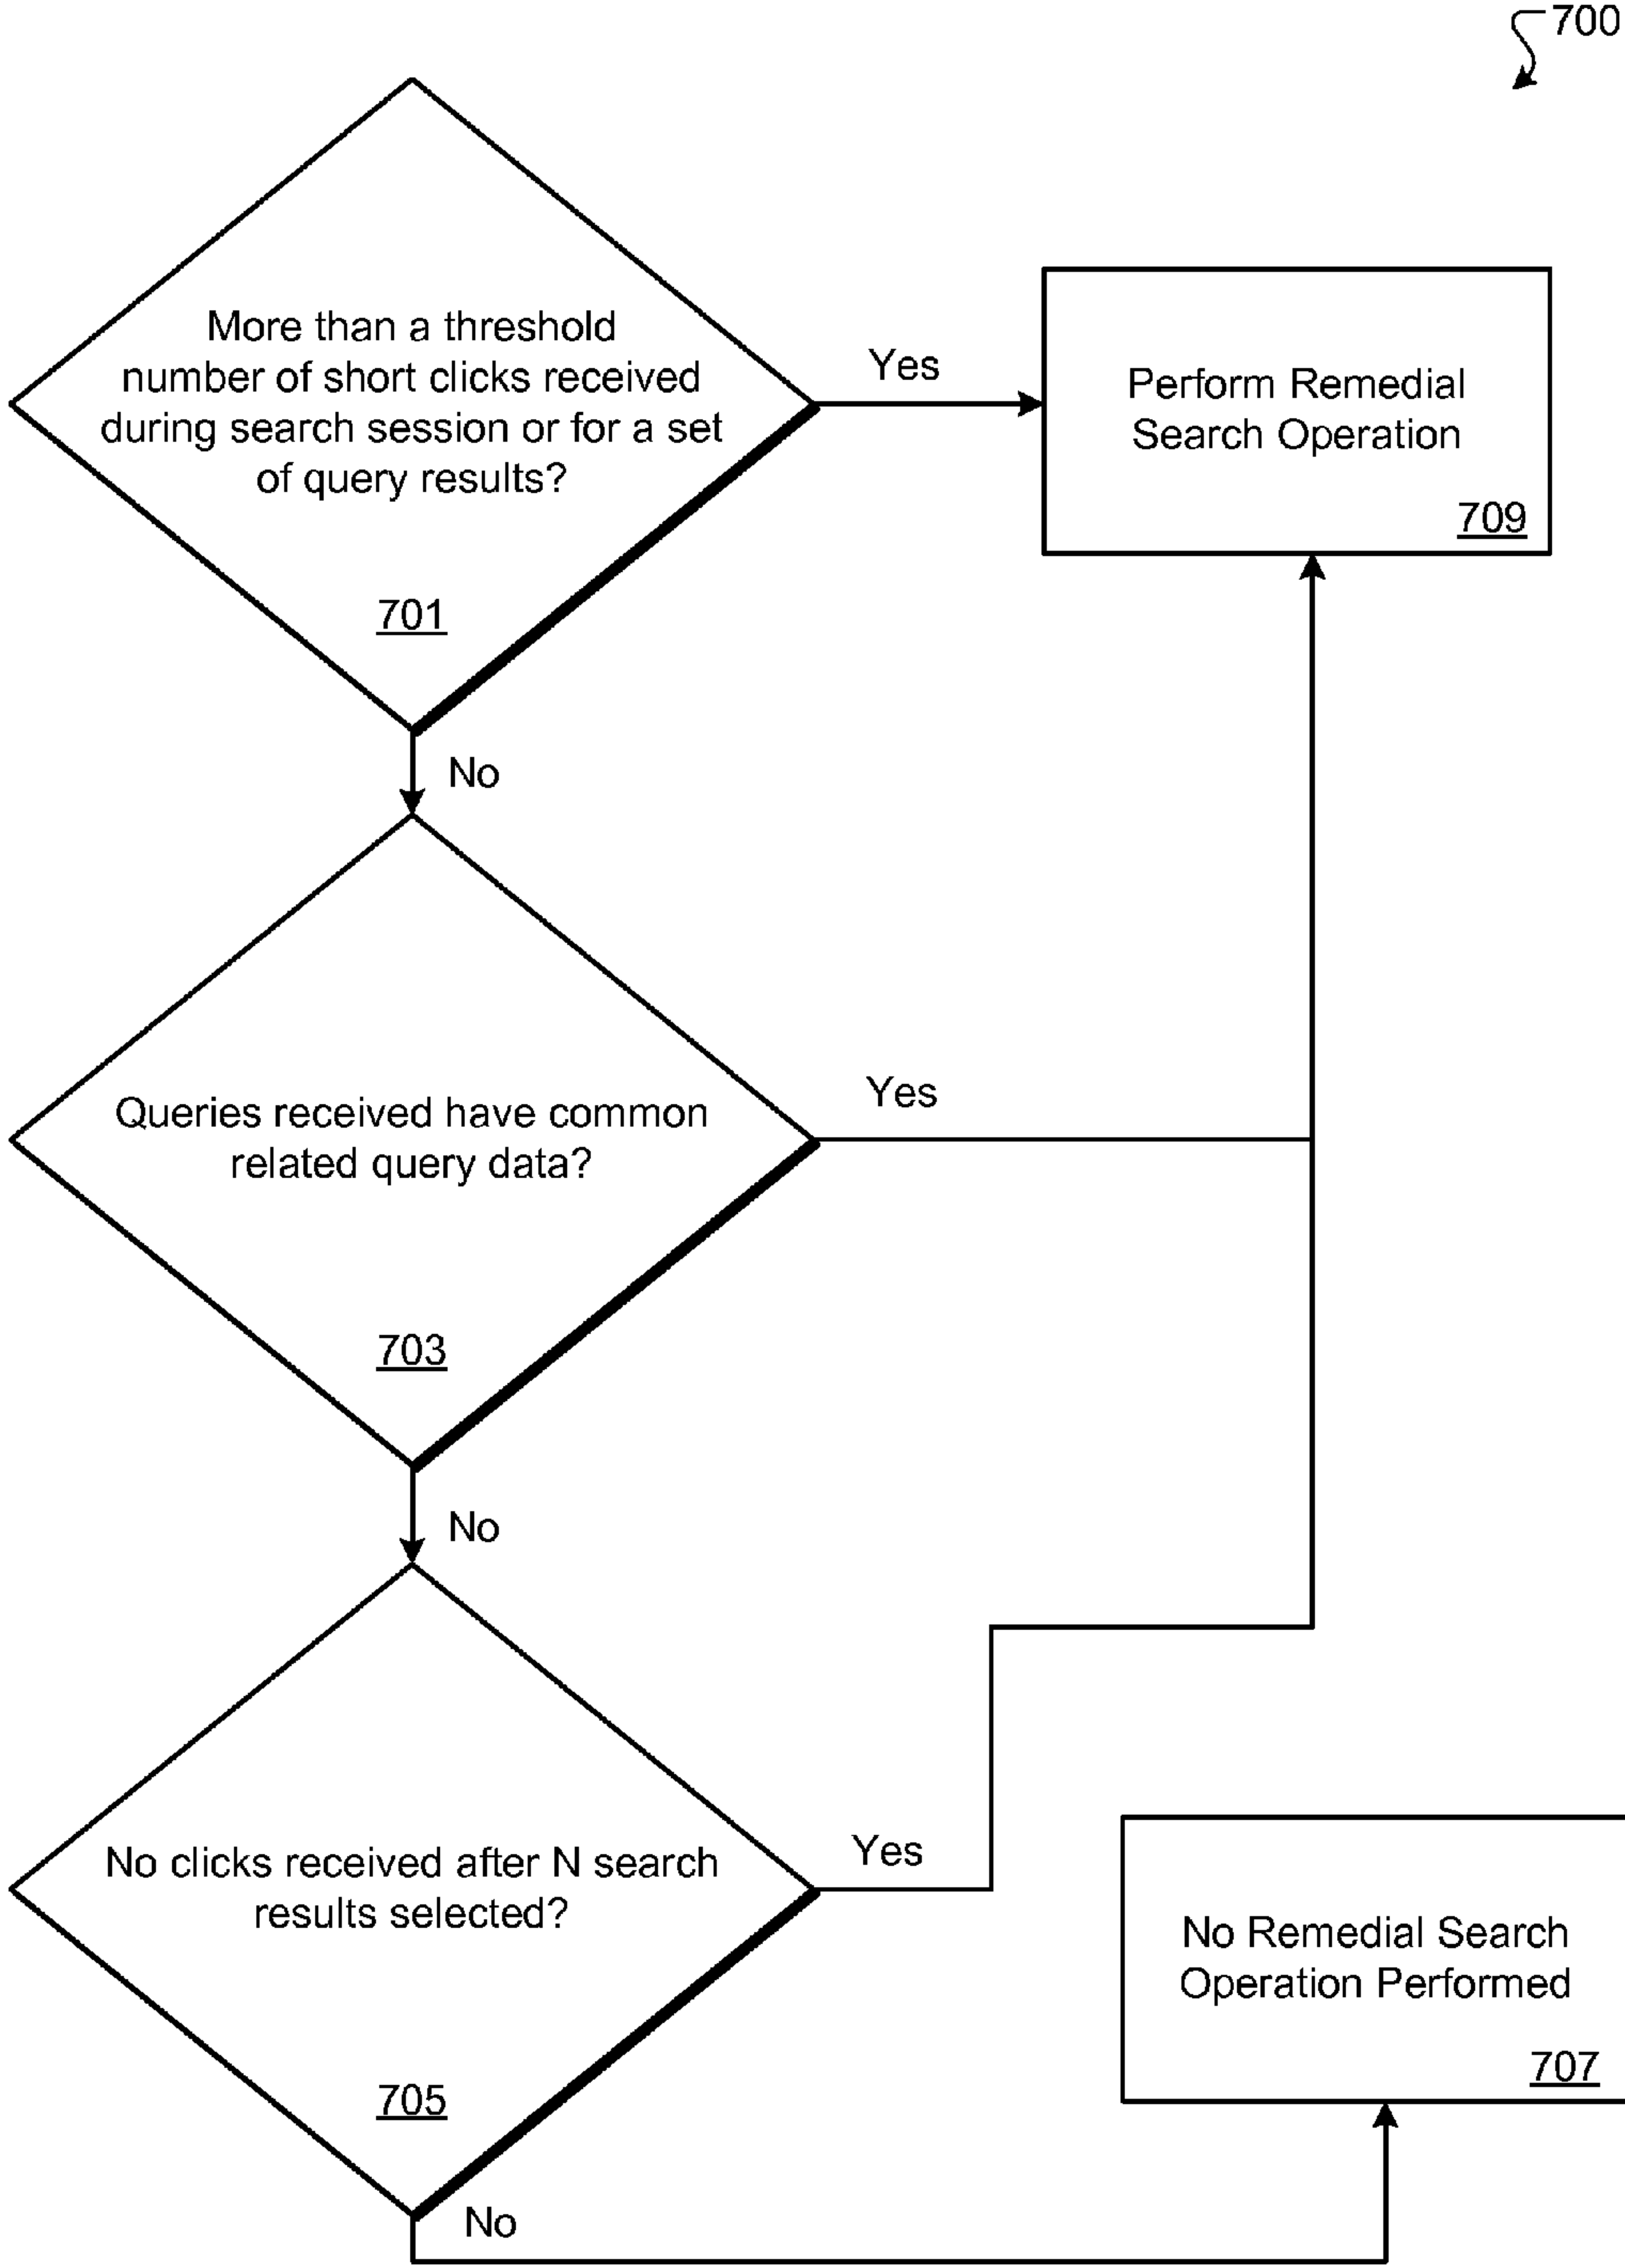 700
More than a threshold
number of short clicks received
during search session or for a set
of query results?
701
Yes
Perform Remedial
Search Operation
709
No
Queries received have common
related query data?
703
Yes
No
No clicks received after N search
results selected?
705
Yes
No Remedial Search
Operation Performed
707
No